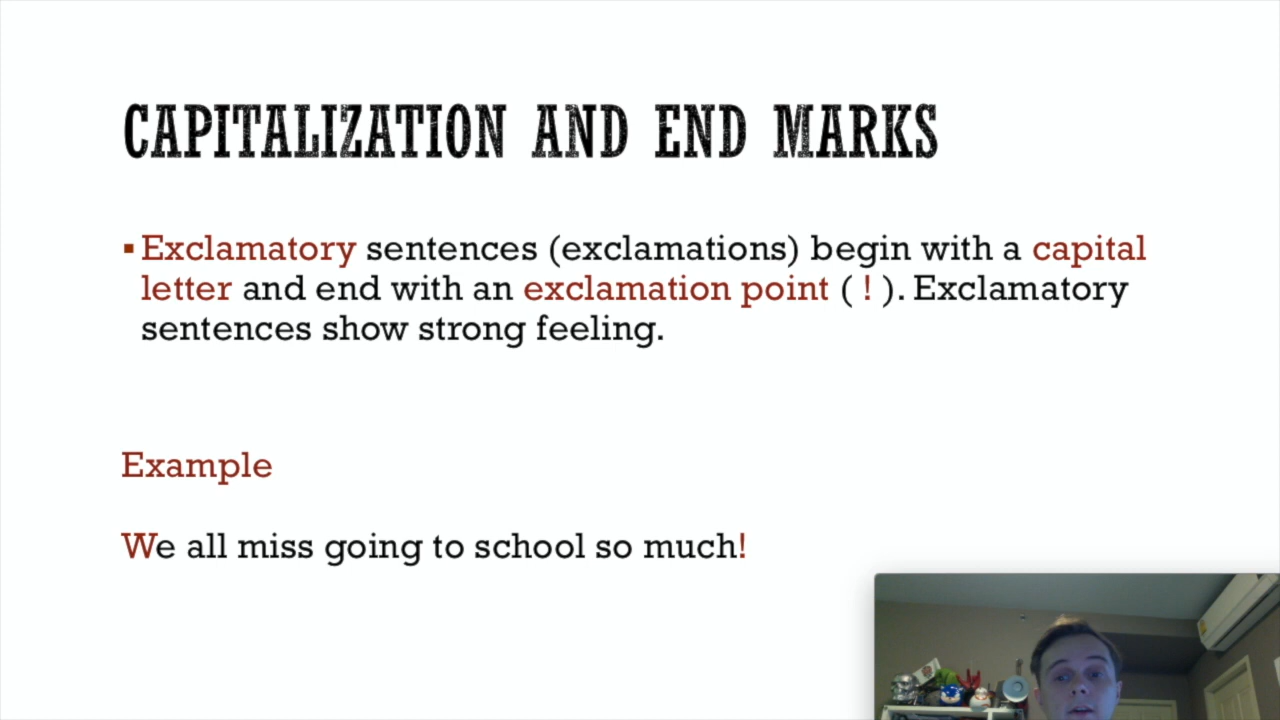 CAPITALIZATION AND END MARKS
▪ Exclamatory sentences (exclamations) begin with a capital
letter and end with an exclamation point ( ! ). Exclamatory
sentences show strong feeling.
Example
We all miss going to school so much!